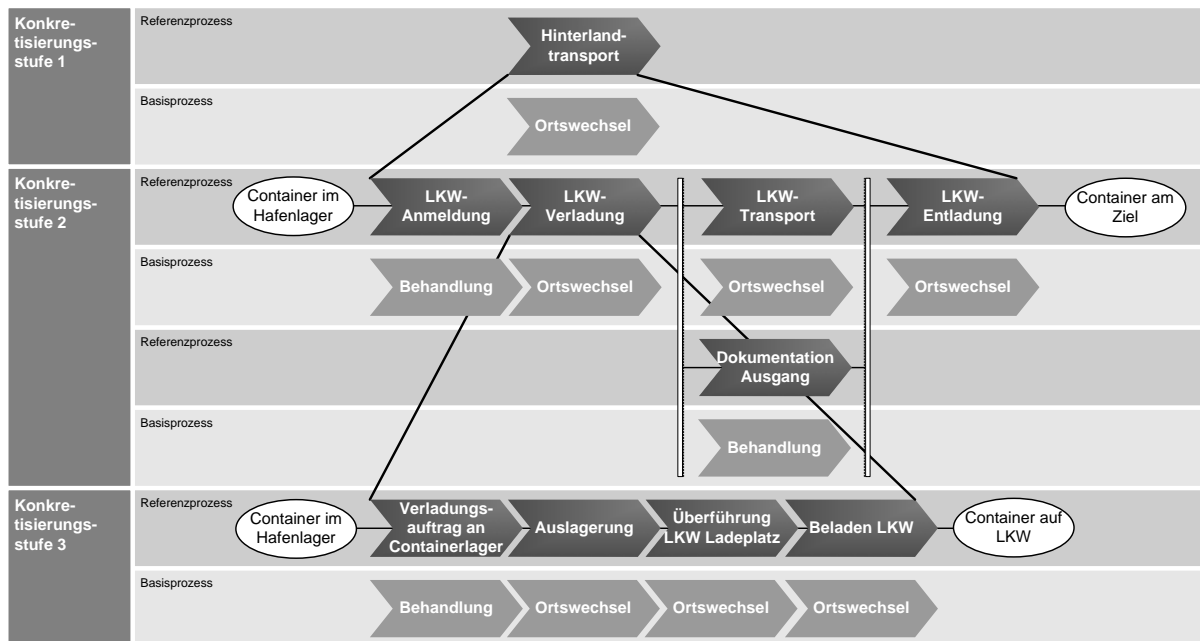 Konkre-
tisierungs-
stufe 1
Referenzprozess
Hinterland-
transport
Basisprozess
Ortswechsel
Konkre-
tisierungs-
stufe 2
Referenzprozess
Container im
Hafenlager
LKW-
Anmeldung
LKW-
Verladung
LKW-
Transport
LKW-
Entladung
Container am
Ziel
Basisprozess
Behandlung
Ortswechsel
Ortswechsel
Ortswechsel
Referenzprozess
Dokumentation
Ausgang
Basisprozess
Behandlung
Konkre-
tisierungs-
stufe 3
Referenzprozess
Container im
Hafenlager
Verladungs-
auftrag an
Containerlager
Auslagerung
Überführung
LKW Ladeplatz
Beladen LKW
Container auf
LKW
Basisprozess
Behandlung
Ortswechsel
Ortswechsel
Ortswechsel